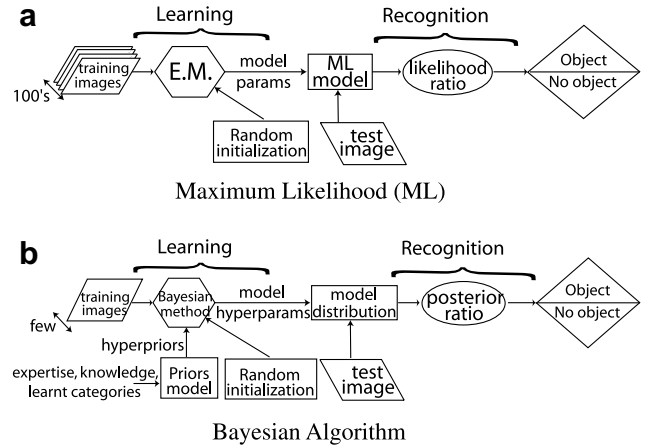 a
Learning
Recognition
training
images
100's
E.M.
model
params
ML
model
likelihood
ratio
Object
No object
Random
initialization
test
image
Maximum Likelihood (ML)
b
Learning
Recognition
training
images
few
Bayesian
method
model
hyperparams
model
distribution
posterior
ratio
Object
No object
hyperpriors
expertise, knowledge,
learnt categories
Priors
model
Random
initialization
test
image
Bayesian Algorithm